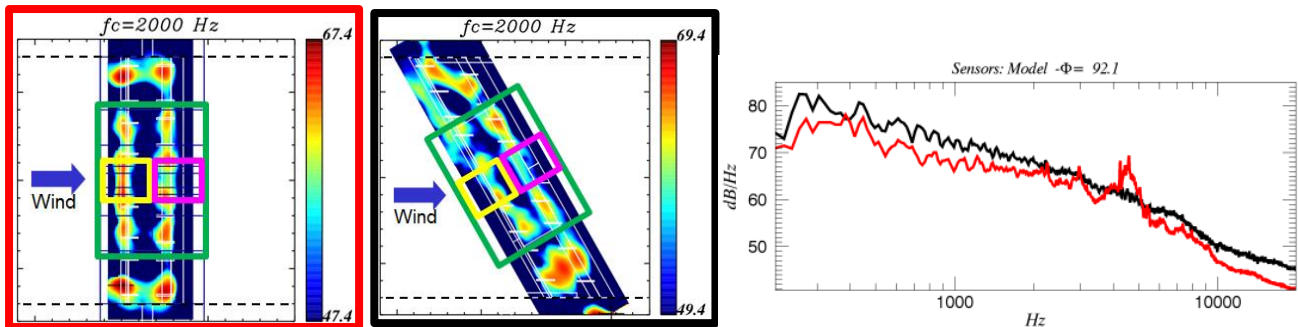 fc=2000 Hz
67.4
47.4
Wind
fc=2000 Hz
69.4
49.4
Wind
Sensors: Model -Φ= 92.1
80
70
60
50
dB/Hz
1000
10000
Hz